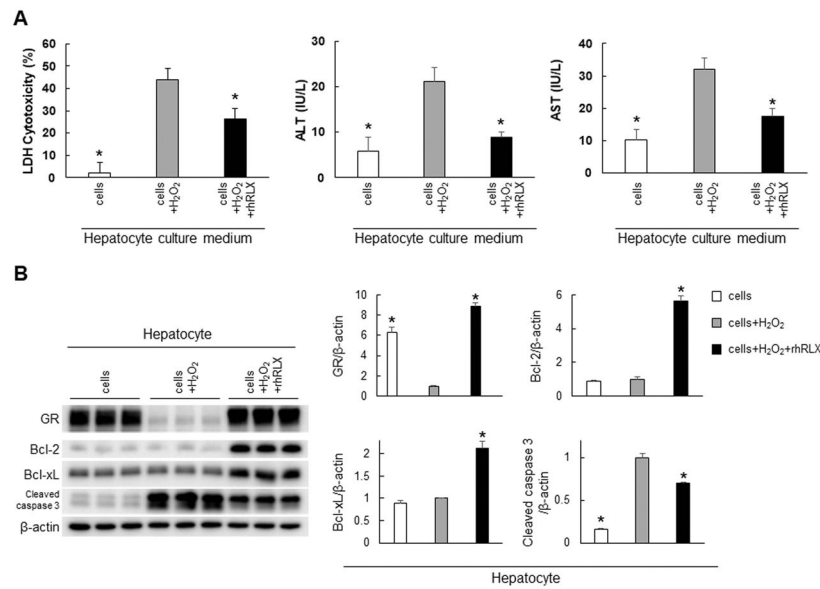 A
LDH Cytotoxicity (%)
60
50
40
30
20
10
0
*
*
cells
cells
+H₂O₂
cells
+H₂O₂
+rhRLX
Hepatocyte culture medium
ALT (IU/L)
30
20
10
0
*
*
cells
cells
+H₂O₂
cells
+H₂O₂
+rhRLX
Hepatocyte culture medium
AST (IU/L)
40
30
20
10
0
*
*
cells
cells
+H₂O₂
cells
+H₂O₂
+rhRLX
Hepatocyte culture medium
B
Hepatocyte
cells
cells
+H₂O₂
cells
+H₂O₂
+rhRLX
GR
Bcl-2
Bcl-xL
Cleaved
caspase 3
β-actin
GR/β-actin
10
8
6
4
2
0
*
*
Bcl-2/β-actin
6
4
2
0
*
cells
cells+H₂O₂
cells+H₂O₂+rhRLX
Bcl-xL/β-actin
2
1.5
1
0.5
0
*
Cleaved caspase 3
/β-actin
1
0.5
0
*
*
Hepatocyte